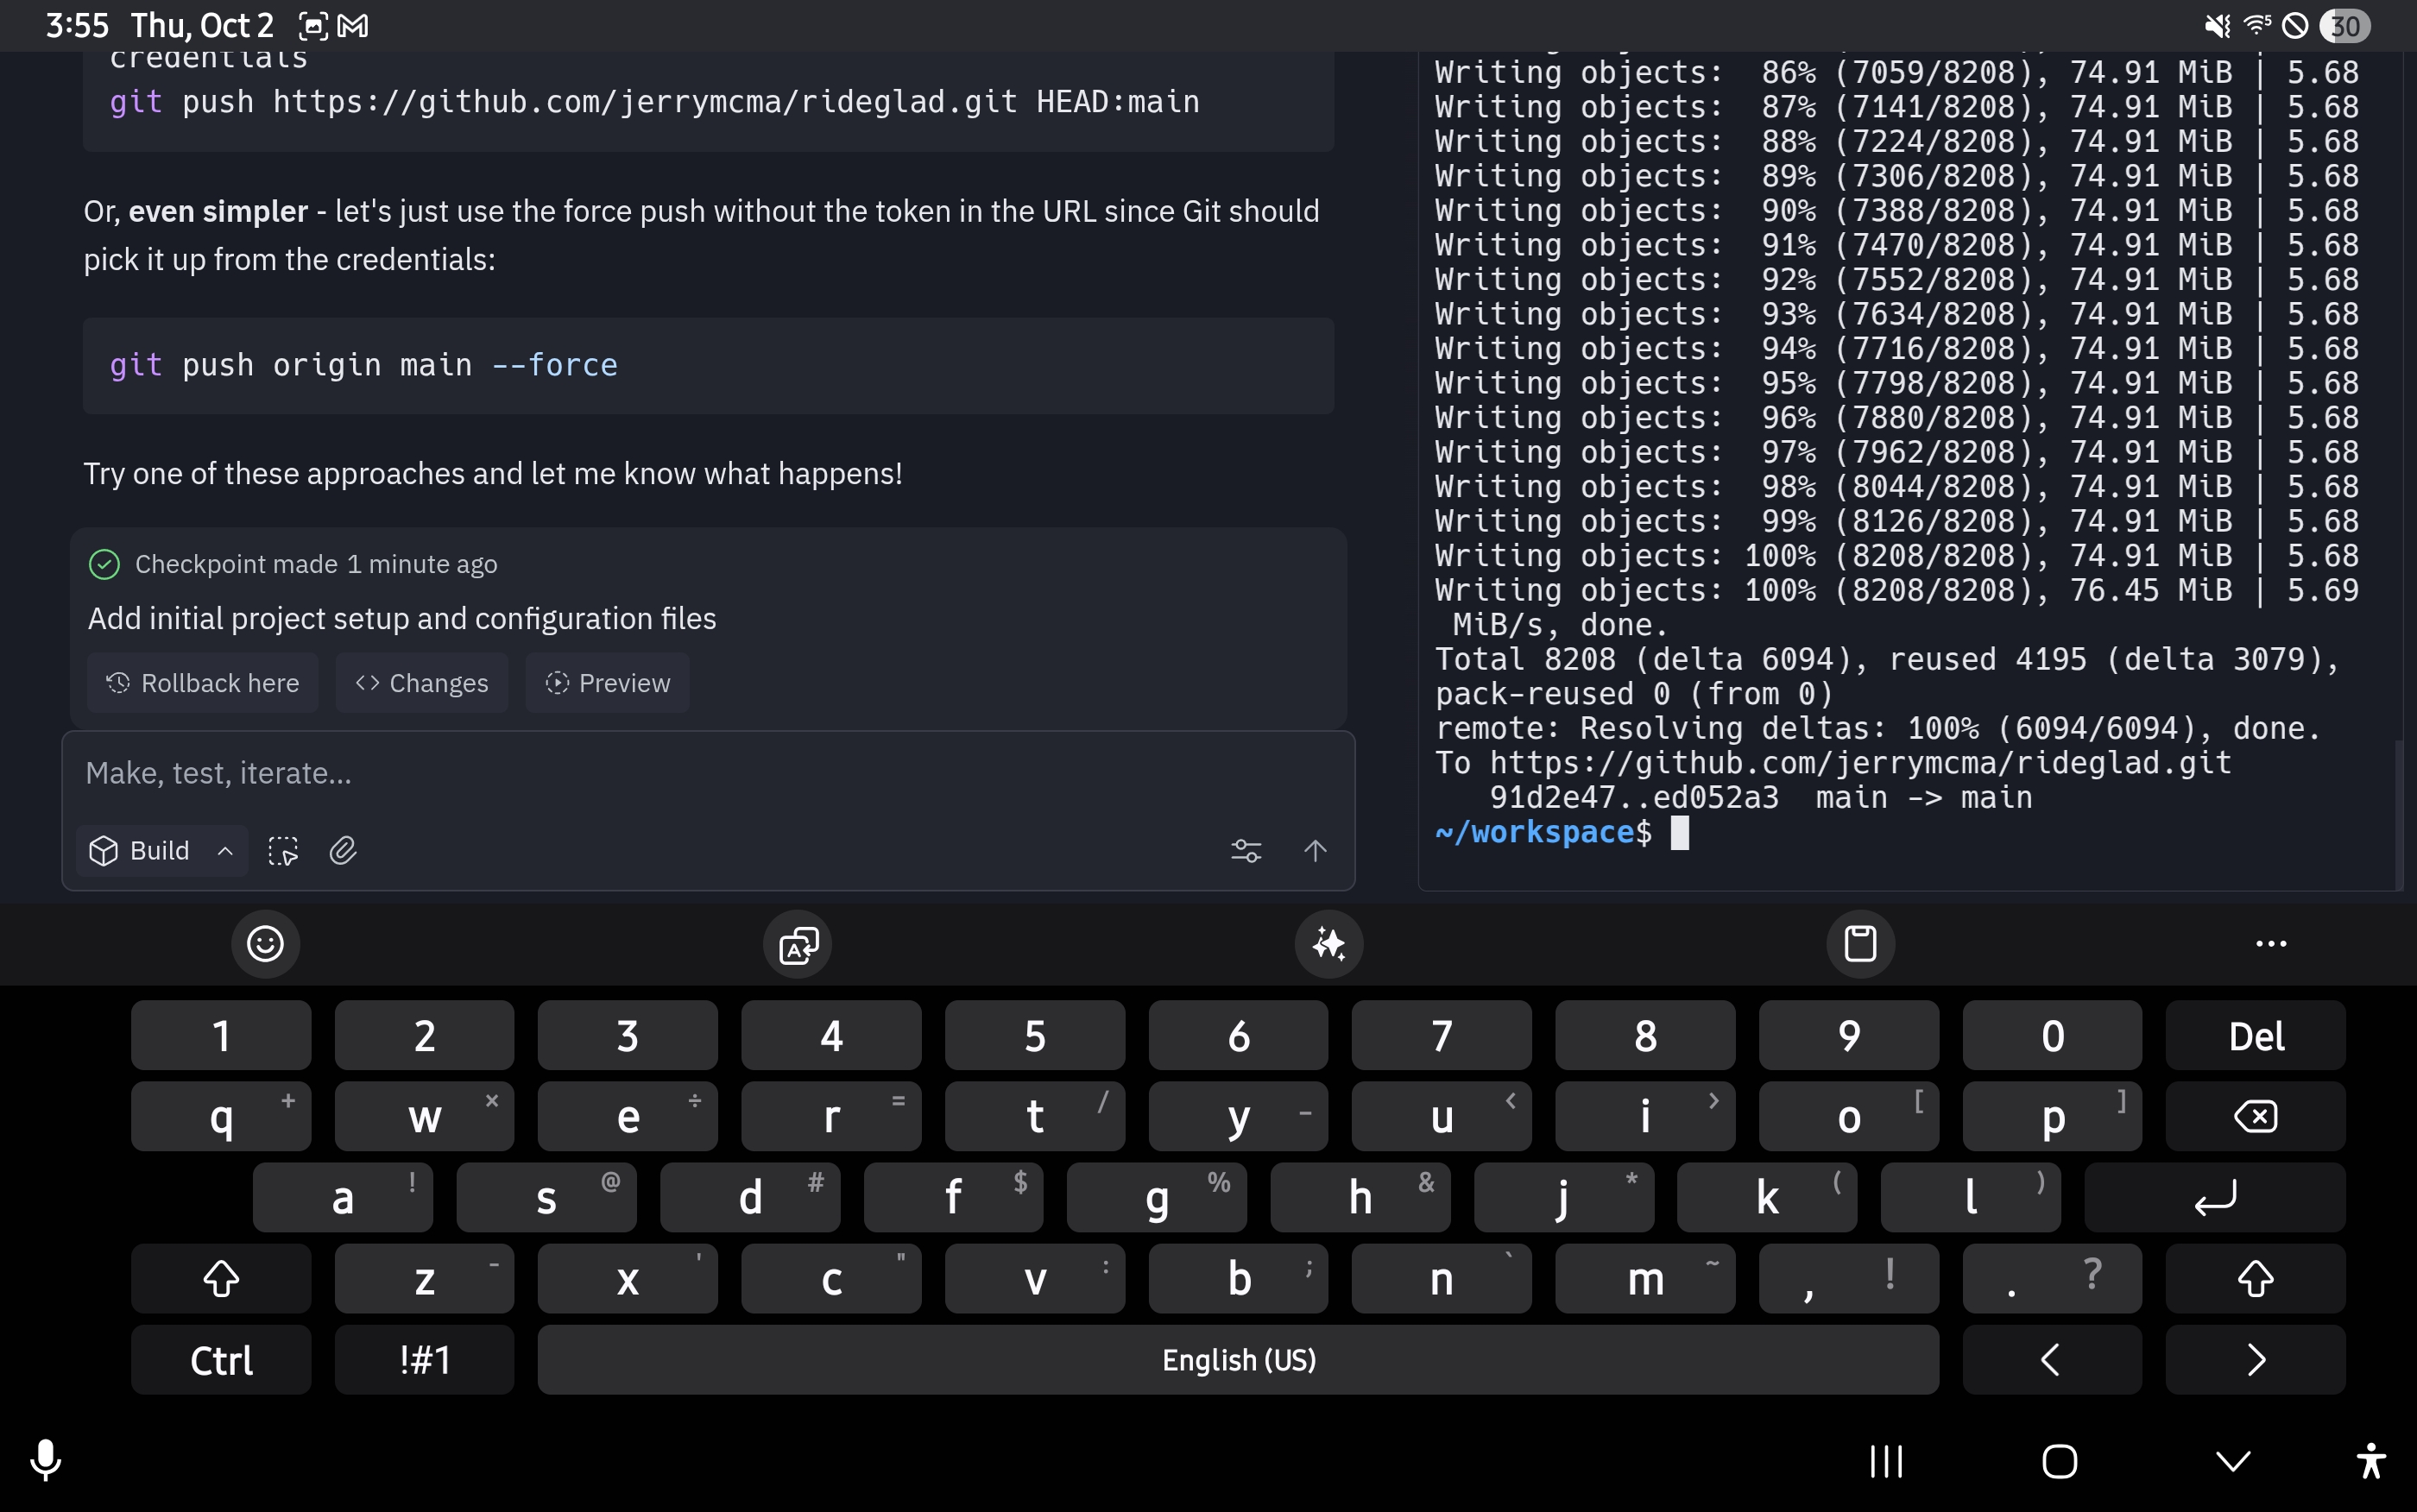 3:55 Thu, Oct 2
30
credentials
git push https://github.com/jerrymcma/rideglad.git HEAD:main
Or, even simpler - let's just use the force push without the token in the URL since Git should
pick it up from the credentials:
git push origin main --force
Try one of these approaches and let me know what happens!
Checkpoint made 1 minute ago
Add initial project setup and configuration files
Rollback here
Changes
Preview
Make, test, iterate...
Build
Writing objects:  86% (7059/8208), 74.91 MiB | 5.68
Writing objects:  87% (7141/8208), 74.91 MiB | 5.68
Writing objects:  88% (7224/8208), 74.91 MiB | 5.68
Writing objects:  89% (7306/8208), 74.91 MiB | 5.68
Writing objects:  90% (7388/8208), 74.91 MiB | 5.68
Writing objects:  91% (7470/8208), 74.91 MiB | 5.68
Writing objects:  92% (7552/8208), 74.91 MiB | 5.68
Writing objects:  93% (7634/8208), 74.91 MiB | 5.68
Writing objects:  94% (7716/8208), 74.91 MiB | 5.68
Writing objects:  95% (7798/8208), 74.91 MiB | 5.68
Writing objects:  96% (7880/8208), 74.91 MiB | 5.68
Writing objects:  97% (7962/8208), 74.91 MiB | 5.68
Writing objects:  98% (8044/8208), 74.91 MiB | 5.68
Writing objects:  99% (8126/8208), 74.91 MiB | 5.68
Writing objects: 100% (8208/8208), 74.91 MiB | 5.68
Writing objects: 100% (8208/8208), 76.45 MiB | 5.69
MiB/s, done.
Total 8208 (delta 6094), reused 4195 (delta 3079),
pack-reused 0 (from 0)
remote: Resolving deltas: 100% (6094/6094), done.
To https://github.com/jerrymcma/rideglad.git
91d2e47..ed052a3  main -> main
~/workspace$
1 2 3 4 5 6 7 8 9 0 Del
q + w × e ÷ r = t / y _ u < i > o [ p ]
a ! s @ d # f $ g % h & j * k ( l )
z - x ' c " v : b ; n ` m ~ , ! . ?
Ctrl !#1 English (US) < >